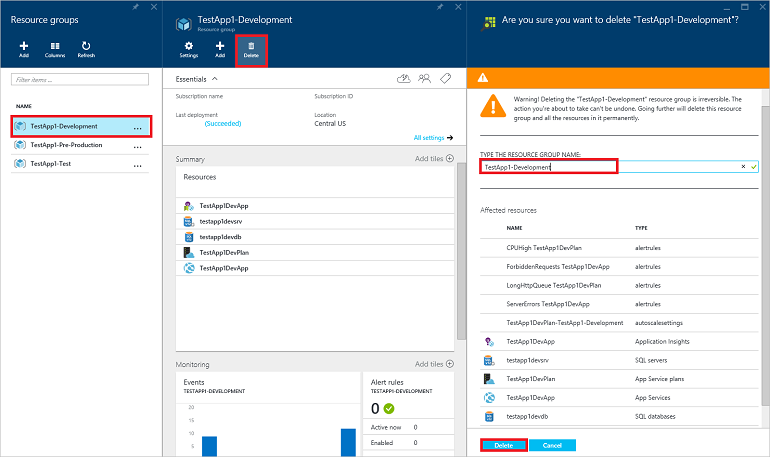 Resource groups
Add
Columns
Refresh
Filter items ...
NAME
TestApp1-Development ...
TestApp1-Pre-Production ...
TestApp1-Test ...
TestApp1-Development
Resource group
Settings
Add
Delete
Essentials
Subscription name
Subscription ID
Last deployment
(Succeeded)
Location
Central US
All settings
Summary
Add tiles
Resources
TestApp1DevApp
testapp1devsrv
testapp1devdb
TestApp1DevPlan
TestApp1DevApp
Monitoring
Add tiles
Events
TESTAPP1-DEVELOPMENT
20
15
10
5
Alert rules
TESTAPP1-DEVELOPMENT
0
Active now 0
Enabled 0
Are you sure you want to delete "TestApp1-Development"?
Warning! Deleting the "TestApp1-Development" resource group is irreversible. The
action you're about to take can't be undone. Going further will delete this resource
group and all the resources in it permanently.
TYPE THE RESOURCE GROUP NAME:
TestApp1-Development
Affected resources
NAME TYPE
CPUHigh TestApp1DevPlan alertrules
ForbiddenRequests TestApp1DevApp alertrules
LongHttpQueue TestApp1DevPlan alertrules
ServerErrors TestApp1DevApp alertrules
TestApp1DevPlan-TestApp1-Development autoscalesettings
TestApp1DevApp Application Insights
testapp1devsrv SQL servers
TestApp1DevPlan App Service plans
TestApp1DevApp App Service
testapp1devdb SQL databases
Delete
Cancel